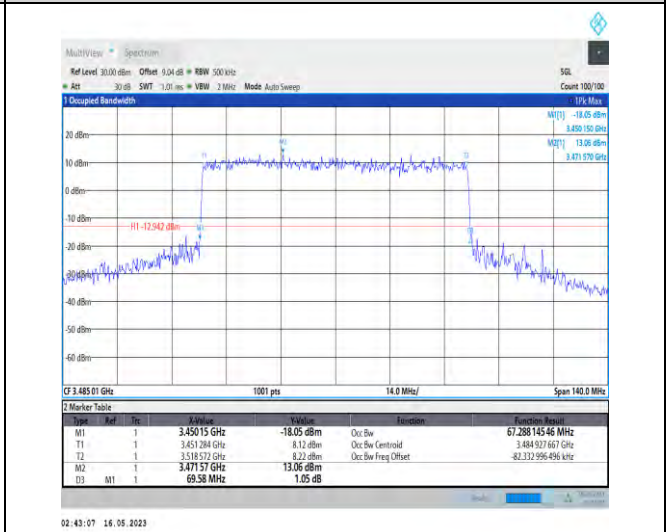 MultiView Spectrum
Ref Level 30.00 dBm Offset 9.04 dB RBW 500 kHz SGL
Att 30 dB SWT 1.01 ms VBW 2 MHz Mode Auto Sweep Count 100/100
1 Occupied Bandwidth 1Pk Max
M1[1] -18.05 dBm
3.450 150 GHz
M2[1] 13.06 dBm
3.471 570 GHz
20 dBm
M2
T1 T2
10 dBm
0 dBm
-10 dBm
H1 -12.942 dBm
M1
-30 dBm
-40 dBm
-50 dBm
-60 dBm
CF 3.485 01 GHz 1001 pts 14.0 MHz/ Span 140.0 MHz
2 Marker Table
Type Ref Trc X-Value Y-Value Function Function Result
M1 1 3.450 15 GHz -18.05 dBm Occ Bw 67.288 145 46 MHz
T1 1 3.451 284 GHz 8.12 dBm Occ Bw Centroid 3.484 927 667 GHz
T2 1 3.518 572 GHz 8.22 dBm Occ Bw Freq Offset -82.332 996 496 kHz
M2 1 3.471 57 GHz 13.06 dBm
D3 M1 1 69.58 MHz 1.05 dB
02:43:07 16.05.2023